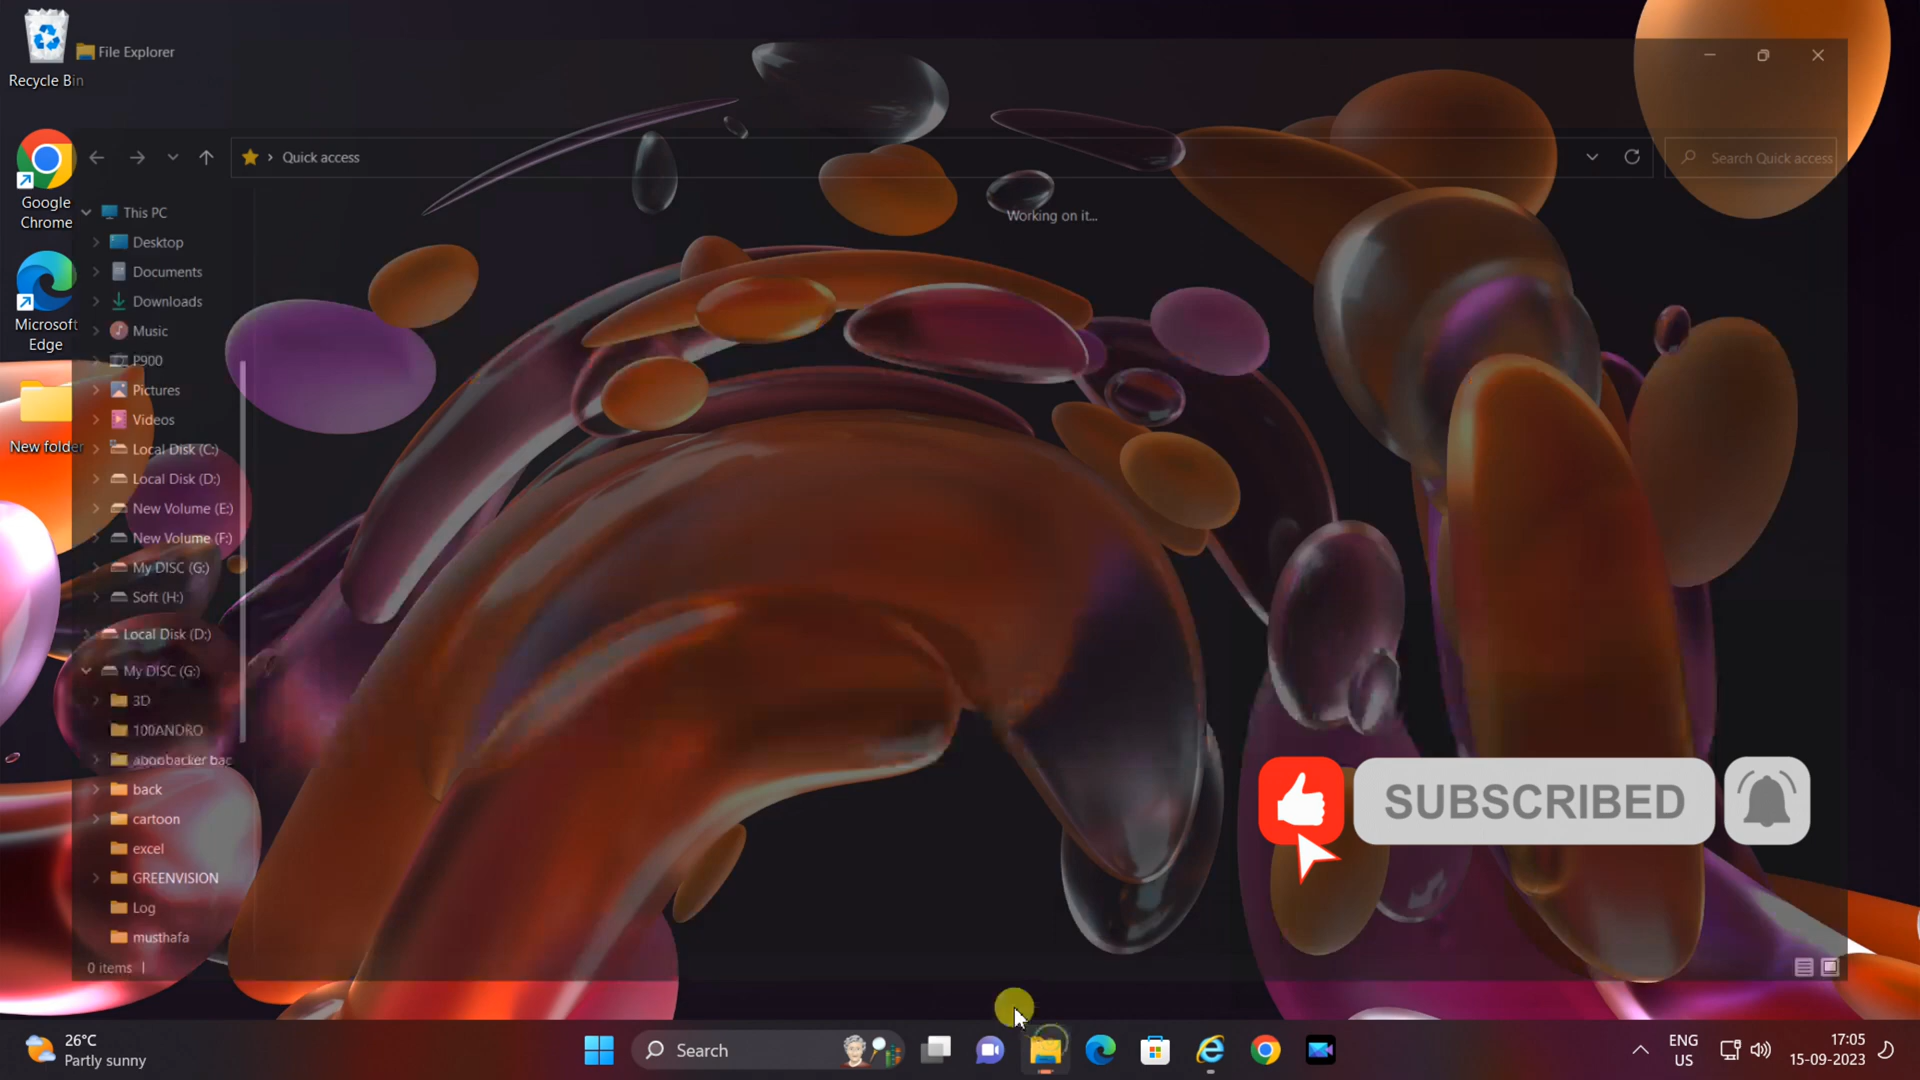 File Explorer
Recycle Bin
Quick access
Search Quick access
Working on it...
Google
Chrome
This PC
Desktop
Documents
Downloads
Microsoft
Edge
Music
P900
Pictures
Videos
New folder
Local Disk (C:)
Local Disk (D:)
New Volume (E:)
New Volume (F:)
My DISC (G:)
Soft (H:)
Local Disk (D:)
My DISC (G:)
3D
100ANDRO
aboobacker bac
back
cartoon
excel
GREENVISION
Log
musthafa
0 items
SUBSCRIBED
26°C
Partly sunny
Search
ENG
US
17:05
15-09-2023